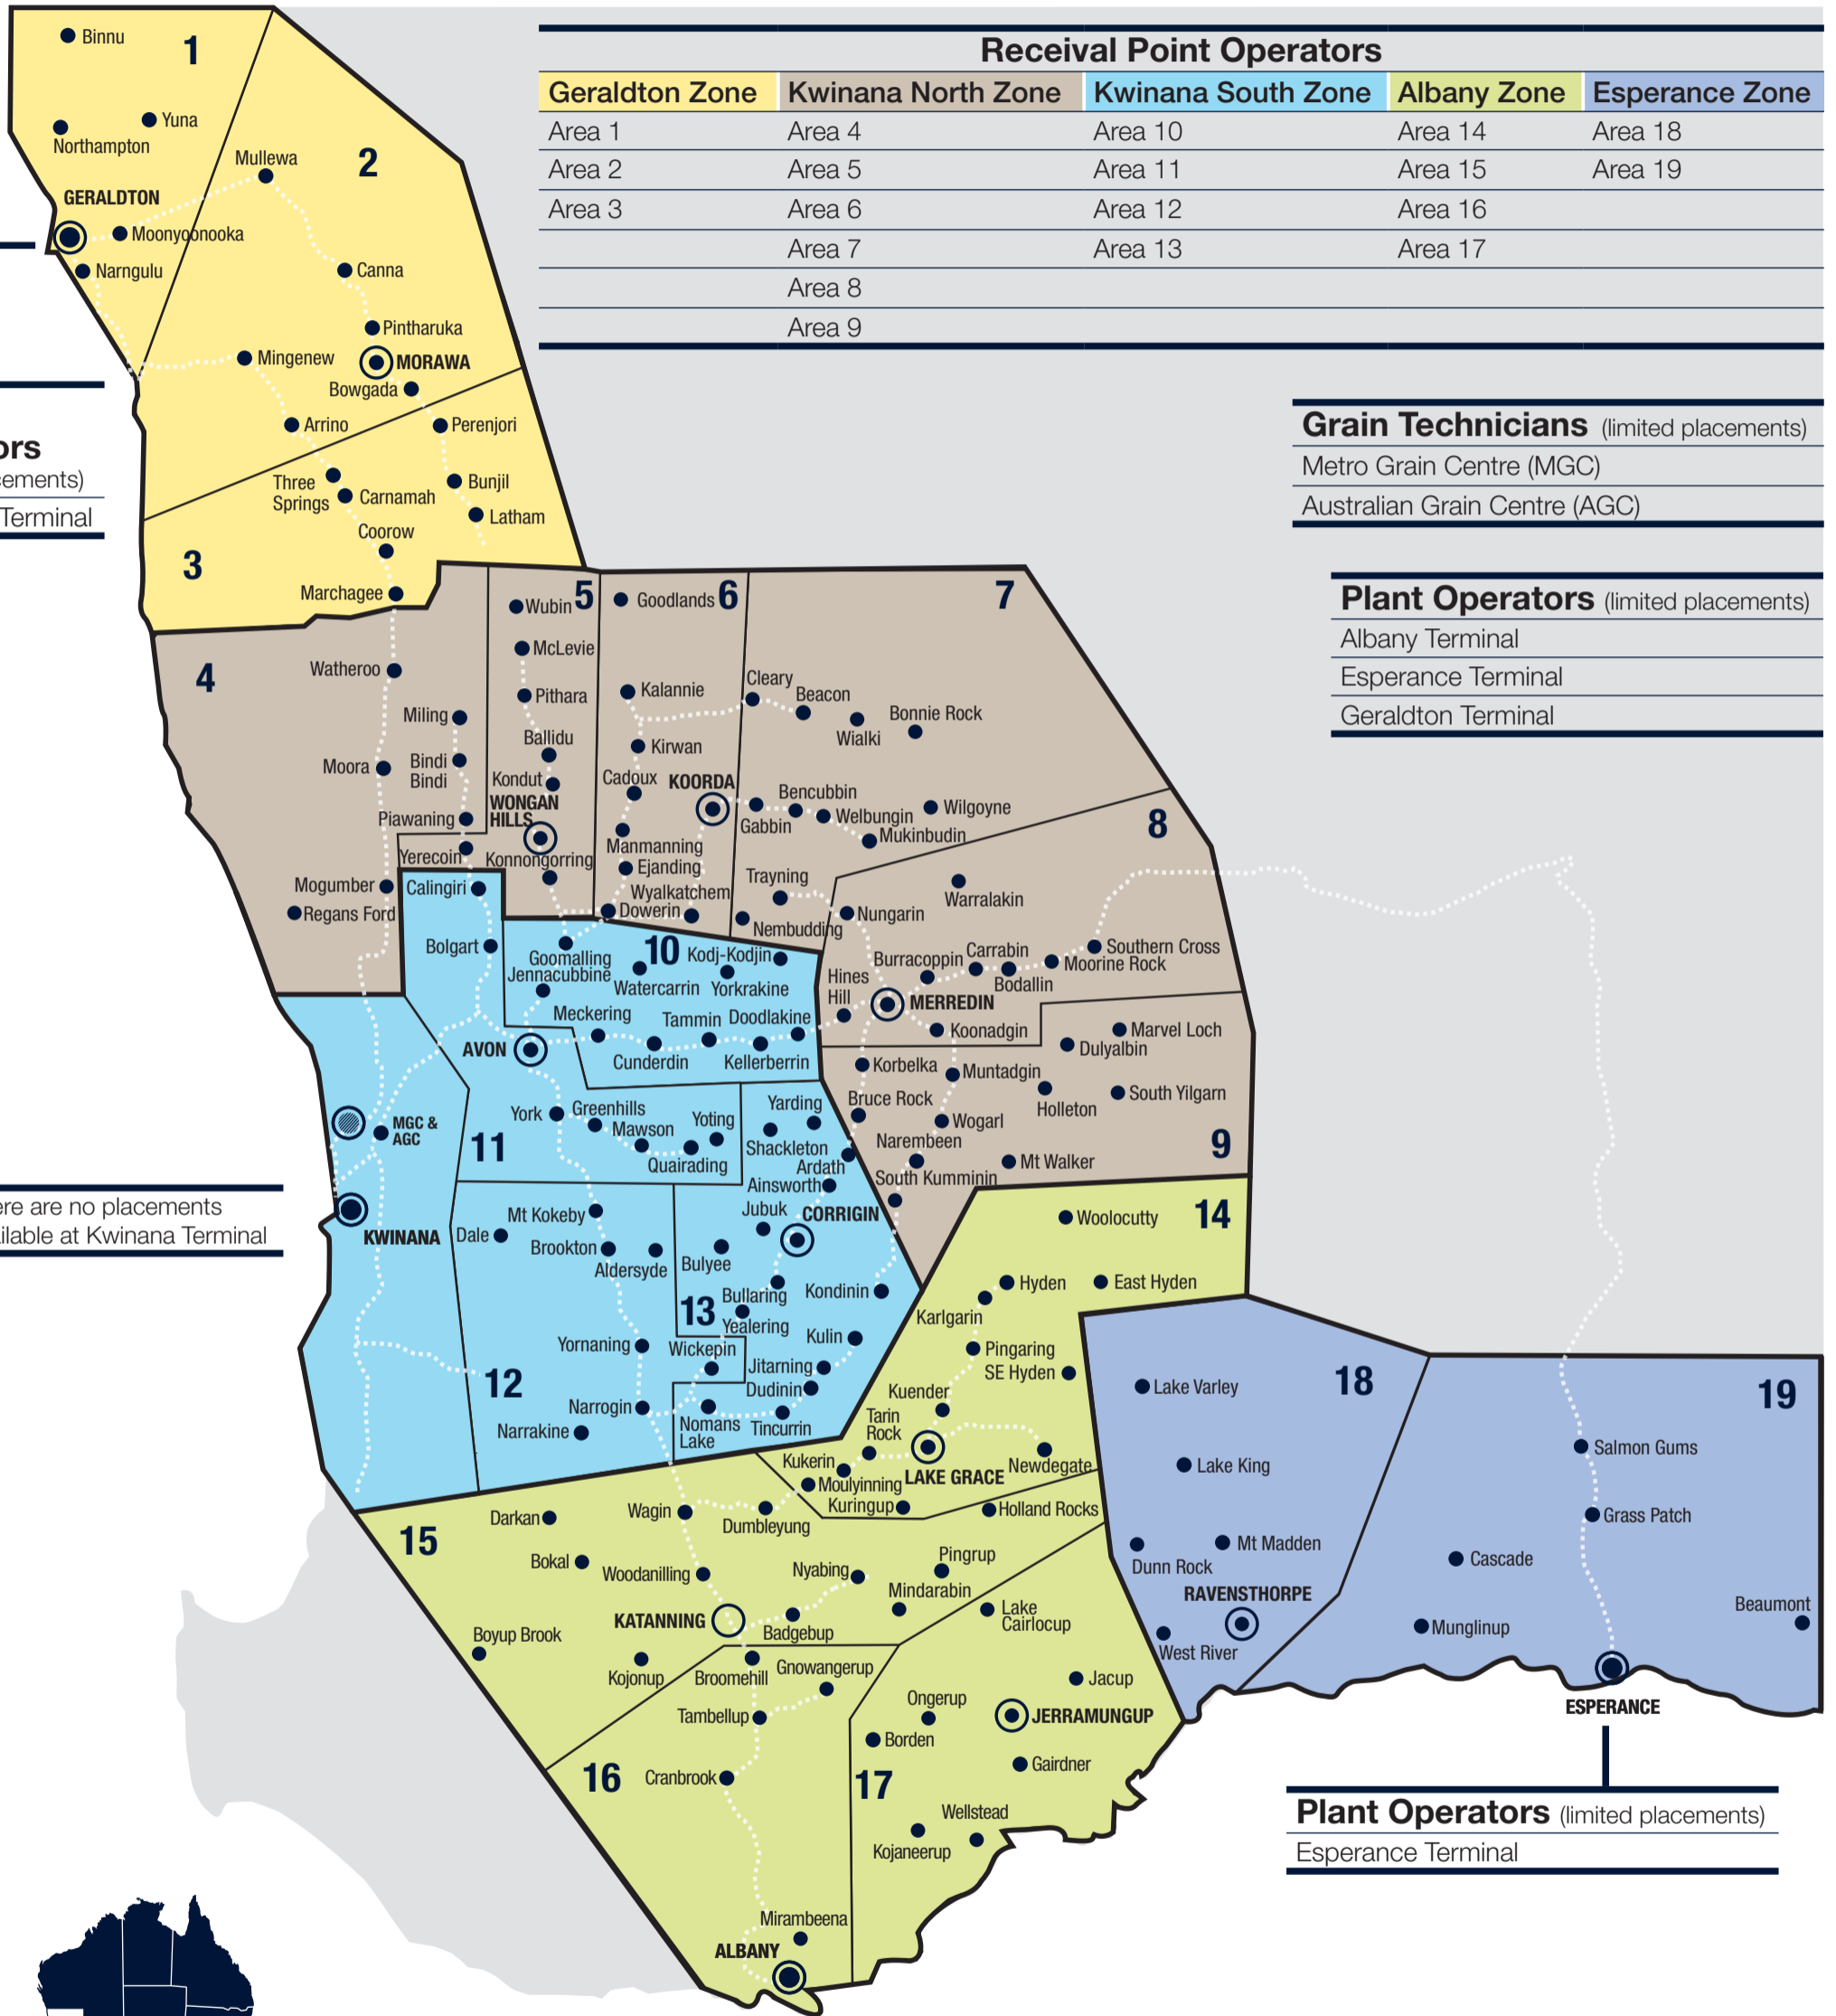 Receival Point Operators
Geraldton Zone Kwinana North Zone Kwinana South Zone Albany Zone Esperance Zone
Area 1 Area 4 Area 10 Area 14 Area 18
Area 2 Area 5 Area 11 Area 15 Area 19
Area 3 Area 6 Area 12 Area 16
Area 7 Area 13 Area 17
Area 8
Area 9
Grain Technicians (limited placements)
Metro Grain Centre (MGC)
Australian Grain Centre (AGC)
Plant Operators (limited placements)
Albany Terminal
Esperance Terminal
Geraldton Terminal
ors
cements)
Terminal
ere are no placements
ilable at Kwinana Terminal
1
Binnu
Yuna
Northampton
GERALDTON
Moonyoonooka
Narngulu
2
Mullewa
Canna
Pintharuka
Mingenew
MORAWA
Bowgada
Arrino
3
Perenjori
Three
Springs
Carnamah
Bunjil
Latham
Coorow
Marchagee
4
Watheroo
Miling
Moora
Bindi
Bindi
Piawaning
Mogumber
Regans Ford
5
Wubin
McLevie
Pithara
Ballidu
Kondut
WONGAN
HILLS
Yerecoin
Konnongorring
6
Goodlands
Kalannie
Kirwan
Cadoux
KOORDA
Manmanning
Ejanding
Wyalkatchem
Dowerin
7
Cleary
Beacon
Wialki
Bonnie Rock
Bencubbin
Gabbin
Welbungin
Wilgoyne
Mukinbudin
Trayning
Nembudding
8
Warralakin
Nungarin
Burracoppin
Carrabin
Southern Cross
Moorine Rock
Bodallin
Hines
Hill
MERREDIN
Koonadgin
9
Marvel Loch
Dulyalbin
Korbelka
Muntadgin
Holleton
South Yilgarn
Bruce Rock
Wogarl
Narembeen
Mt Walker
South Kumminin
Calingiri
Bolgart
AVON
MGC &
AGC
KWINANA
10
Goomalling
Jennacubbine
Watercarrin
Kodj-Kodjin
Yorkrakine
Meckering
Tammin
Doodlakine
Cunderdin
Kellerberrin
11
York
Greenhills
Mawson
Yoting
Quairading
12
Mt Kokeby
Dale
Brookton
Aldersyde
Yornaning
Wickepin
Narrogin
Narrakine
13
Yarding
Shackleton
Ardath
Ainsworth
Jubuk
CORRIGIN
Bulyee
Bullaring
Kondinin
Yealering
Kulin
Jitarning
Dudinin
Nomans
Lake
Tincurrin
14
Woolocutty
Hyden
East Hyden
Karlgarin
Pingaring
SE Hyden
Kuender
Tarin
Rock
LAKE GRACE
Newdegate
Kukerin
Moulyinning
Kuringup
15
Holland Rocks
Darkan
Wagin
Dumbleyung
Bokal
Woodanilling
Nyabing
Pingrup
Mindarabin
KATANNING
Badgebup
Boyup Brook
Kojonup
16
Broomehill
Gnowangerup
Tambellup
Cranbrook
Mirambeena
ALBANY
17
Lake
Cairlocup
Jacup
Ongerup
JERRAMUNGUP
Borden
Gairdner
Wellstead
Kojaneerup
18
Lake Varley
Lake King
Dunn Rock
Mt Madden
RAVENSTHORPE
West River
19
Salmon Gums
Grass Patch
Cascade
Beaumont
Munglinup
ESPERANCE
Plant Operators (limited placements)
Esperance Terminal